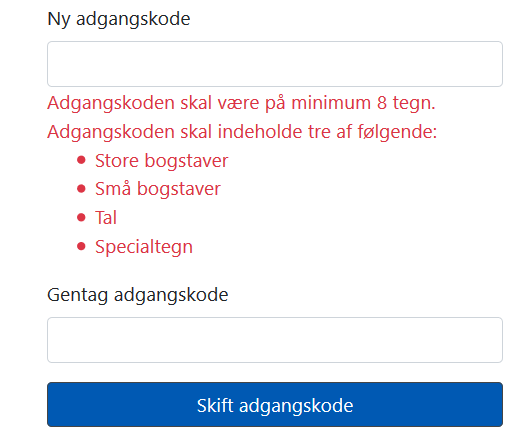 Ny adgangskode
Adgangskoden skal være på minimum 8 tegn.
Adgangskoden skal indeholde tre af følgende:
Store bogstaver
Små bogstaver
Tal
Specialtegn
Gentag adgangskode
Skift adgangskode